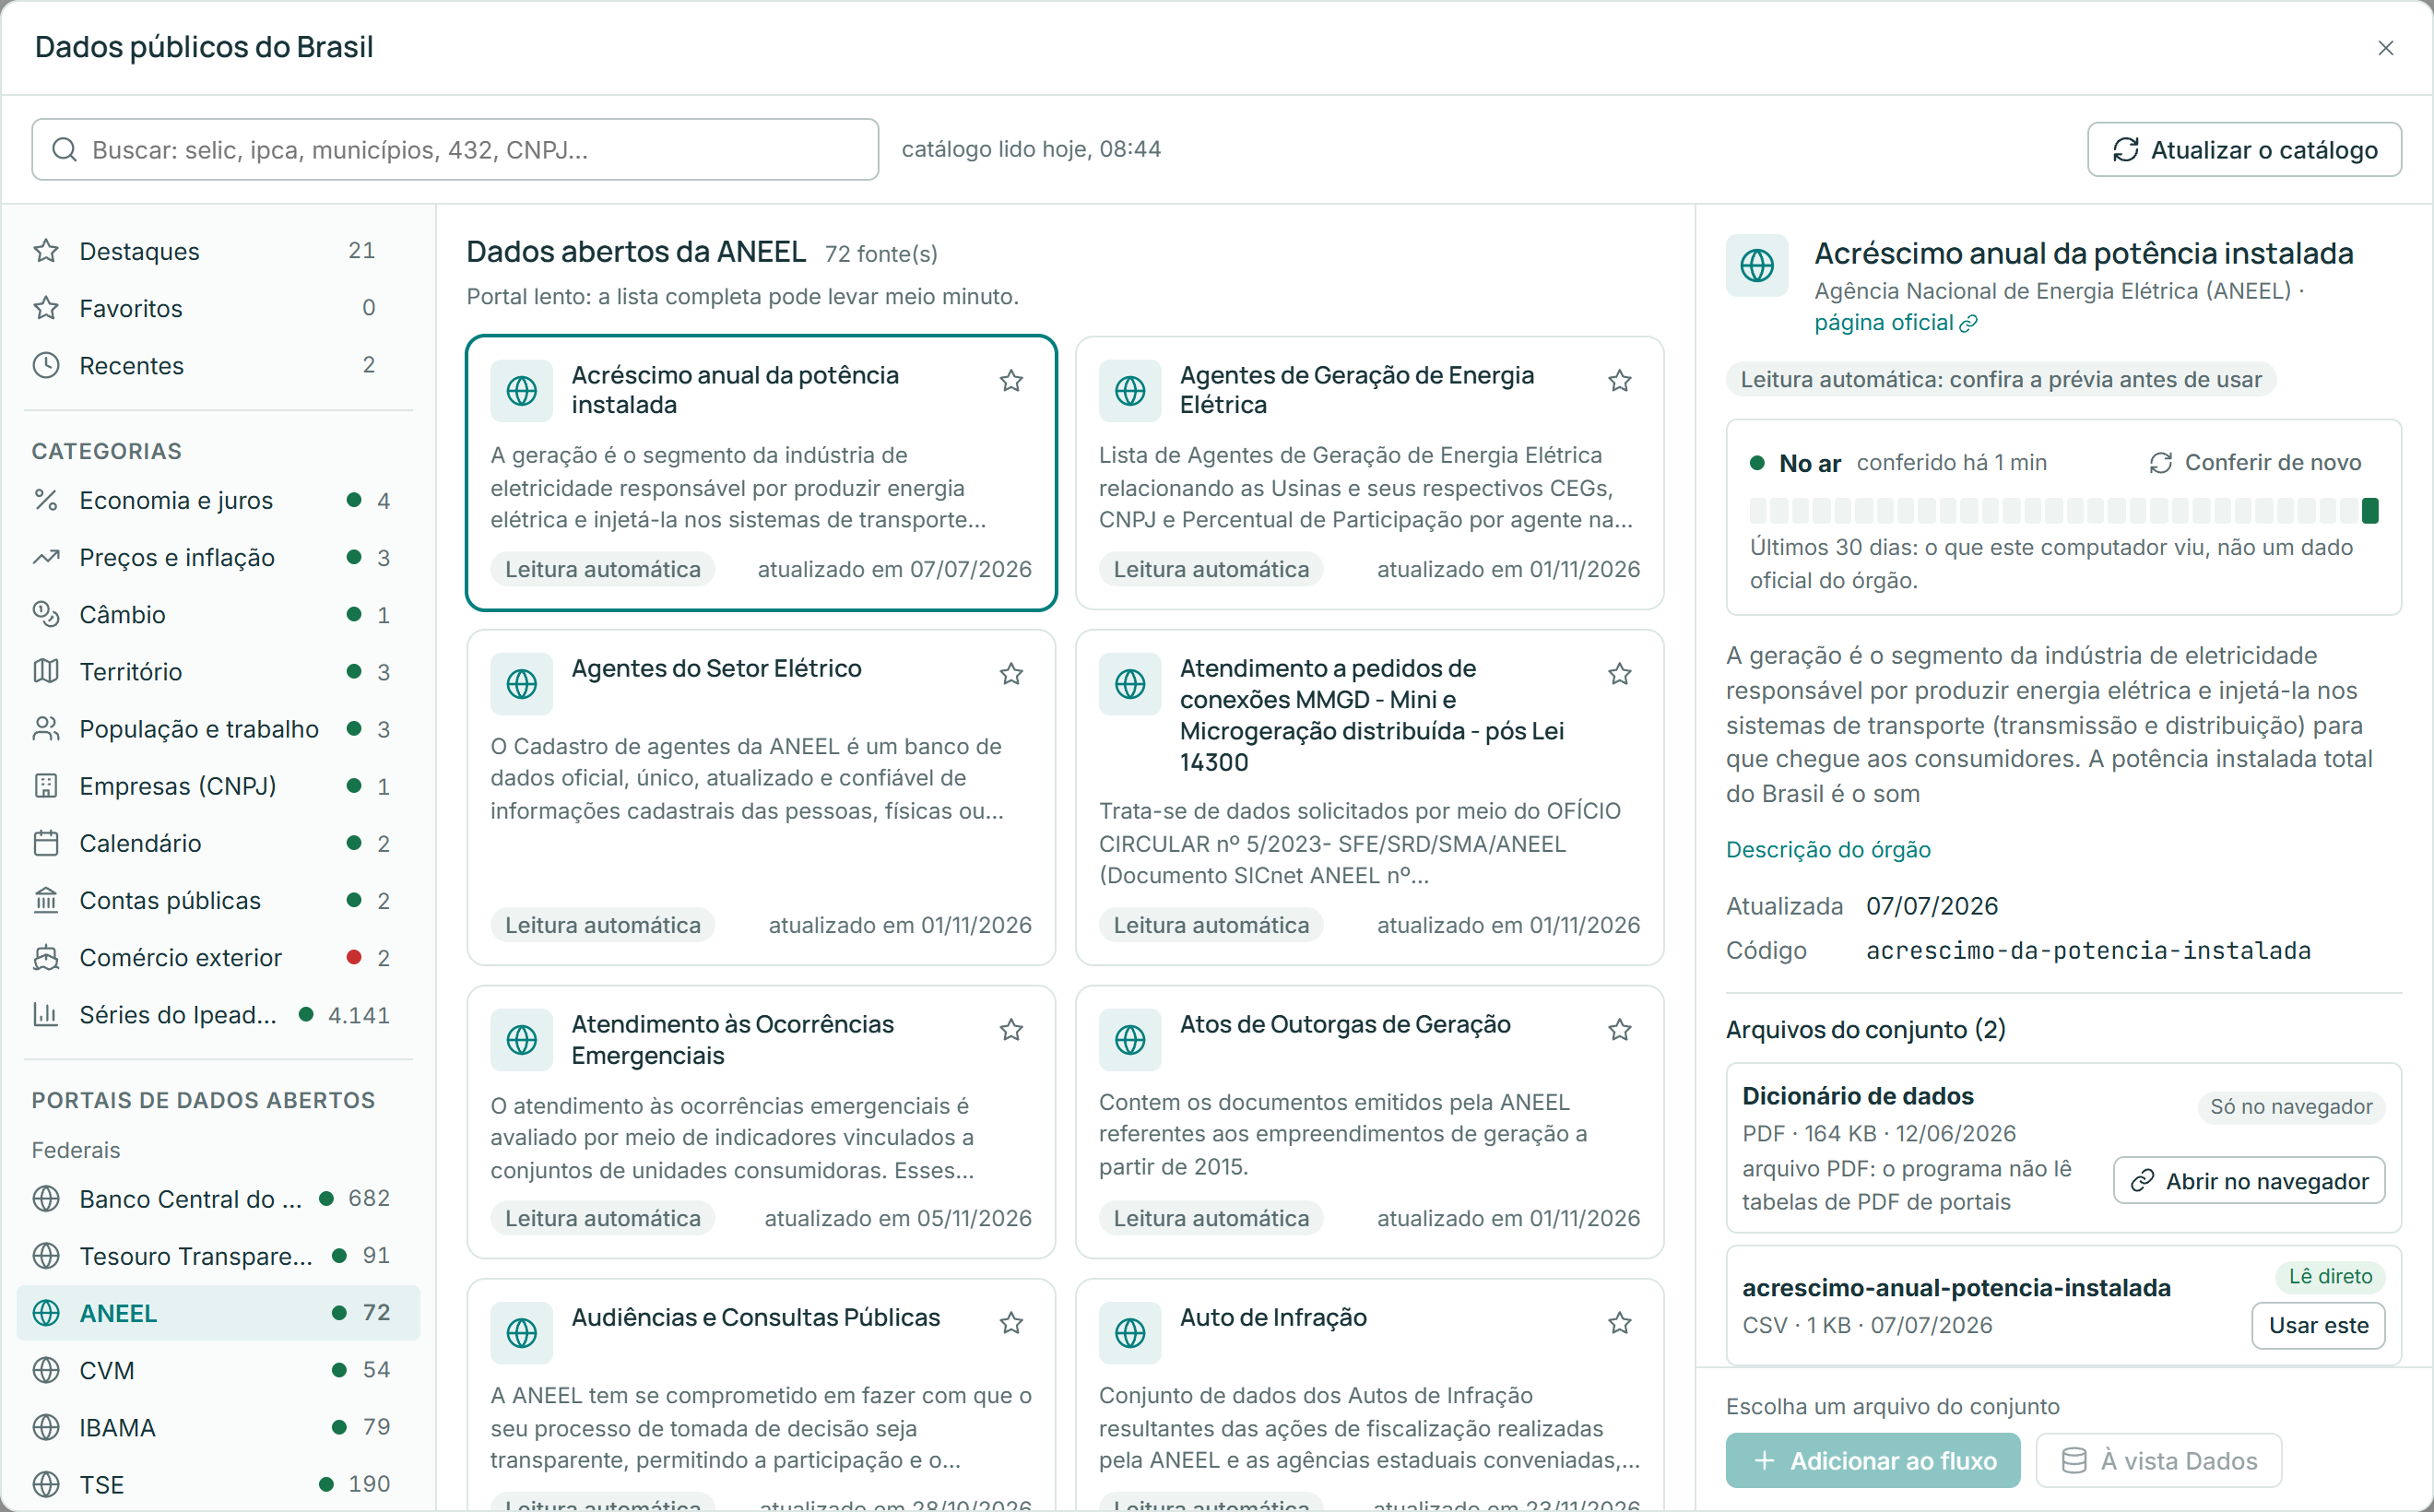 Dados públicos do Brasil
Buscar: selic, ipca, municípios, 432, CNPJ...
catálogo lido hoje, 08:44
Atualizar o catálogo
Destaques 21
Favoritos 0
Recentes 2
CATEGORIAS
Economia e juros 4
Preços e inflação 3
Câmbio 1
Território 3
População e trabalho 3
Empresas (CNPJ) 1
Calendário 2
Contas públicas 2
Comércio exterior 2
Séries do Ipead... 4.141
PORTAIS DE DADOS ABERTOS
Federais
Banco Central do ... 682
Tesouro Transpare... 91
ANEEL 72
CVM 54
IBAMA 79
TSE 190
Dados abertos da ANEEL 72 fonte(s)
Portal lento: a lista completa pode levar meio minuto.
Acréscimo anual da potência
instalada
A geração é o segmento da indústria de
eletricidade responsável por produzir energia
elétrica e injetá-la nos sistemas de transporte...
Leitura automática atualizado em 07/07/2026
Agentes de Geração de Energia
Elétrica
Lista de Agentes de Geração de Energia Elétrica
relacionando as Usinas e seus respectivos CEGs,
CNPJ e Percentual de Participação por agente na...
Leitura automática atualizado em 01/11/2026
Agentes do Setor Elétrico
O Cadastro de agentes da ANEEL é um banco de
dados oficial, único, atualizado e confiável de
informações cadastrais das pessoas, físicas ou...
Leitura automática atualizado em 01/11/2026
Atendimento a pedidos de
conexões MMGD - Mini e
Microgeração distribuída - pós Lei
14300
Trata-se de dados solicitados por meio do OFÍCIO
CIRCULAR nº 5/2023- SFE/SRD/SMA/ANEEL
(Documento SICnet ANEEL nº...
Leitura automática atualizado em 01/11/2026
Atendimento às Ocorrências
Emergenciais
O atendimento às ocorrências emergenciais é
avaliado por meio de indicadores vinculados a
conjuntos de unidades consumidoras. Esses...
Leitura automática atualizado em 05/11/2026
Atos de Outorgas de Geração
Contem os documentos emitidos pela ANEEL
referentes aos empreendimentos de geração a
partir de 2015.
Leitura automática atualizado em 01/11/2026
Audiências e Consultas Públicas
A ANEEL tem se comprometido em fazer com que o
seu processo de tomada de decisão seja
transparente, permitindo a participação e o...
Leitura automática atualizado em 28/10/2026
Auto de Infração
Conjunto de dados dos Autos de Infração
resultantes das ações de fiscalização realizadas
pela ANEEL e as agências estaduais conveniadas,...
Leitura automática atualizado em 23/11/2026
Acréscimo anual da potência instalada
Agência Nacional de Energia Elétrica (ANEEL) ·
página oficial
Leitura automática: confira a prévia antes de usar
No ar conferido há 1 min Conferir de novo
Últimos 30 dias: o que este computador viu, não um dado
oficial do órgão.
A geração é o segmento da indústria de eletricidade
responsável por produzir energia elétrica e injetá-la nos
sistemas de transporte (transmissão e distribuição) para
que chegue aos consumidores. A potência instalada total
do Brasil é o som
Descrição do órgão
Atualizada 07/07/2026
Código acrescimo-da-potencia-instalada
Arquivos do conjunto (2)
Dicionário de dados
Só no navegador
PDF · 164 KB · 12/06/2026
arquivo PDF: o programa não lê
tabelas de PDF de portais
Abrir no navegador
acrescimo-anual-potencia-instalada
Lê direto
CSV · 1 KB · 07/07/2026
Usar este
Escolha um arquivo do conjunto
Adicionar ao fluxo
À vista Dados